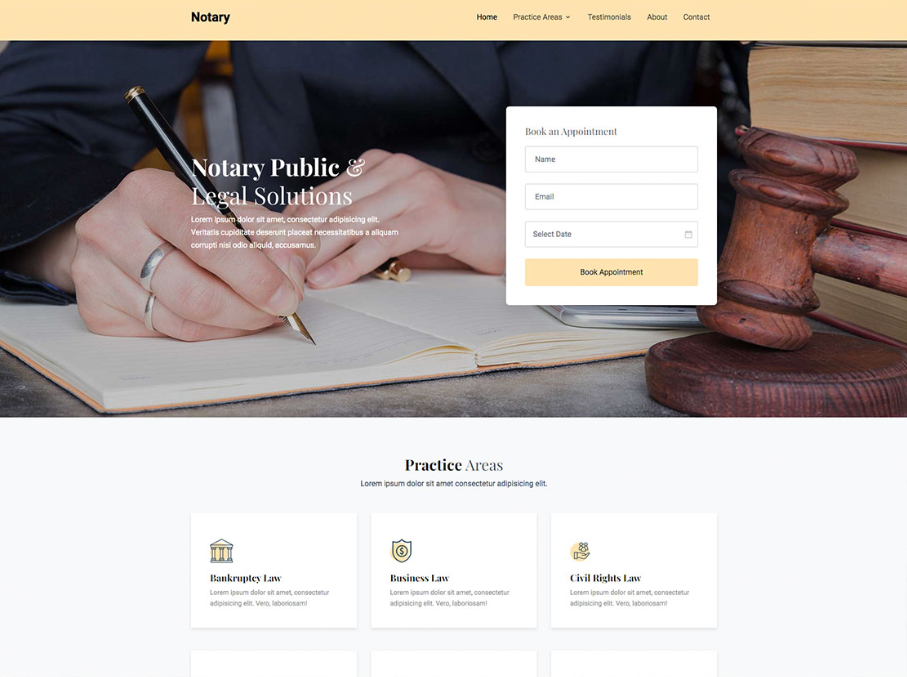 Notary
Home Practice Areas Testimonials About Contact
Notary Public &
Legal Solutions
Lorem ipsum dolor sit amet, consectetur adipisicing elit.
Veritatis cupiditate deserunt placeat necessitatibus a aliquam
corrupti nisi odio aliquid, accusamus.
Book an Appointment
Name
Email
Select Date
Book Appointment
Practice Areas
Lorem ipsum dolor sit amet consectetur adipisicing elit.
Bankruptcy Law
Lorem ipsum dolor sit amet, consectetur
adipisicing elit. Vero, laboriosam!
Business Law
Lorem ipsum dolor sit amet, consectetur
adipisicing elit. Vero, laboriosam!
Civil Rights Law
Lorem ipsum dolor sit amet, consectetur
adipisicing elit. Vero, laboriosam!